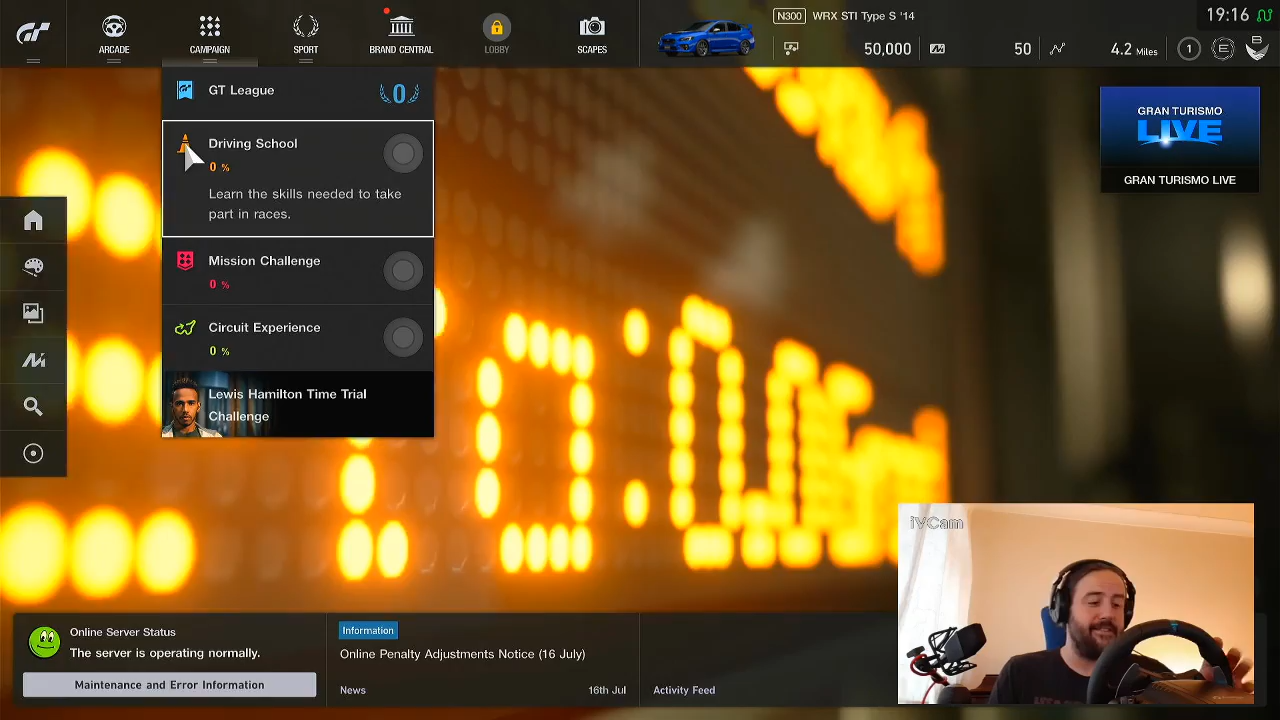 GT
ARCADE
CAMPAIGN
SPORT
BRAND CENTRAL
LOBBY
SCAPES
N300 WRX STI Type S '14
50,000
50
4.2 Miles
1
E
B
19:16
GT League
0
Driving School
0 %
Learn the skills needed to take
part in races.
Mission Challenge
0 %
Circuit Experience
0 %
Lewis Hamilton Time Trial
Challenge
GRAN TURISMO
LIVE
GRAN TURISMO LIVE
iVCam
Online Server Status
The server is operating normally.
Maintenance and Error Information
Information
Online Penalty Adjustments Notice (16 July)
News
16th Jul
Activity Feed